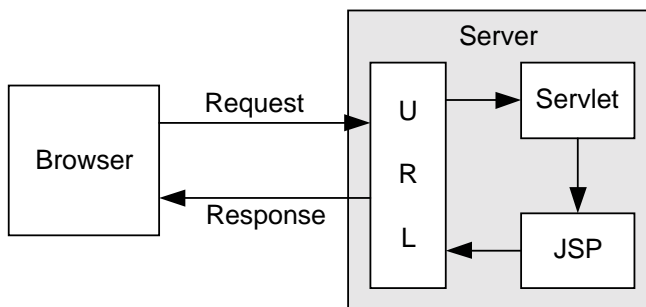 Server
Request
U
R
L
Servlet
Browser
Response
JSP